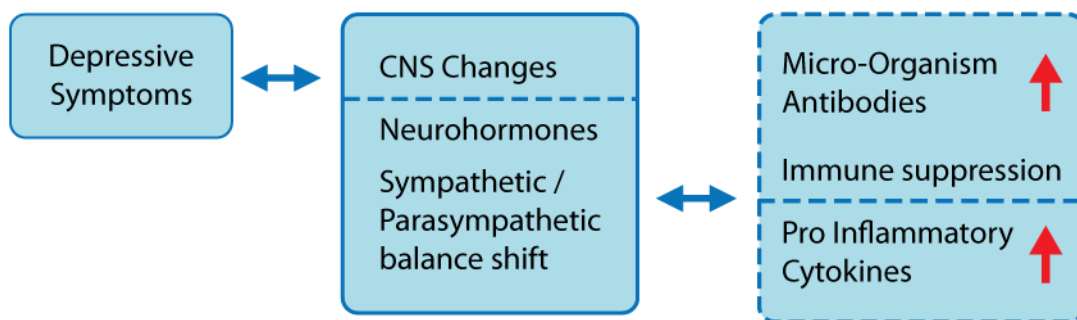 Depressive
Symptoms
CNS Changes
Neurohormones
Sympathetic /
Parasympathetic
balance shift
Micro-Organism
Antibodies
Immune suppression
Pro Inflammatory
Cytokines